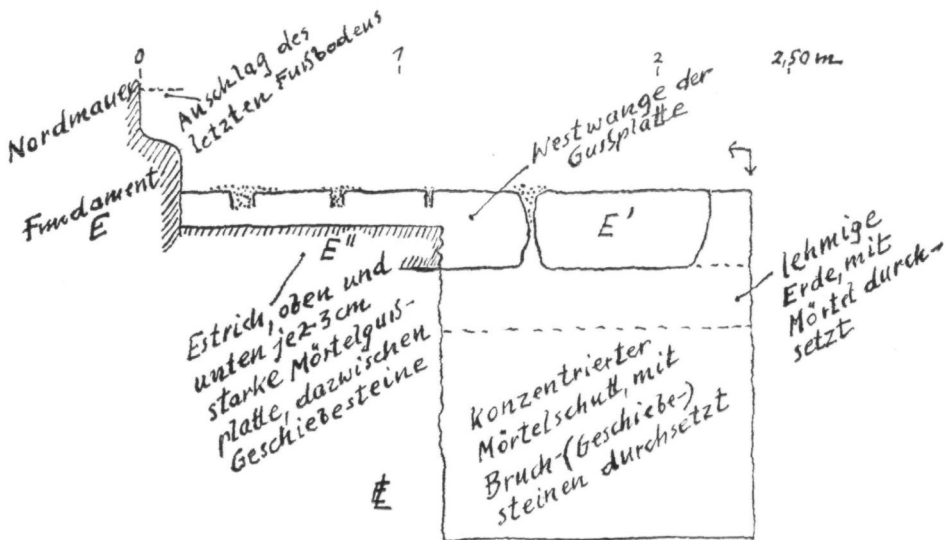 0
1
2
2,50 m
Nordmauer
Anschlag des
letzten Fußbodens
Westwange der
Gussplatte
Fundament
E
E''
E'
lehmige
Erde, mit
Mörtel durch-
setzt
Estrich, oben und
unten je 2-3 cm
starke Mörtelguss-
platte, dazwischen
Geschiebesteine
konzentrierter
Mörtelschutt, mit
Bruch-(Geschiebe-)
steinen durchsetzt